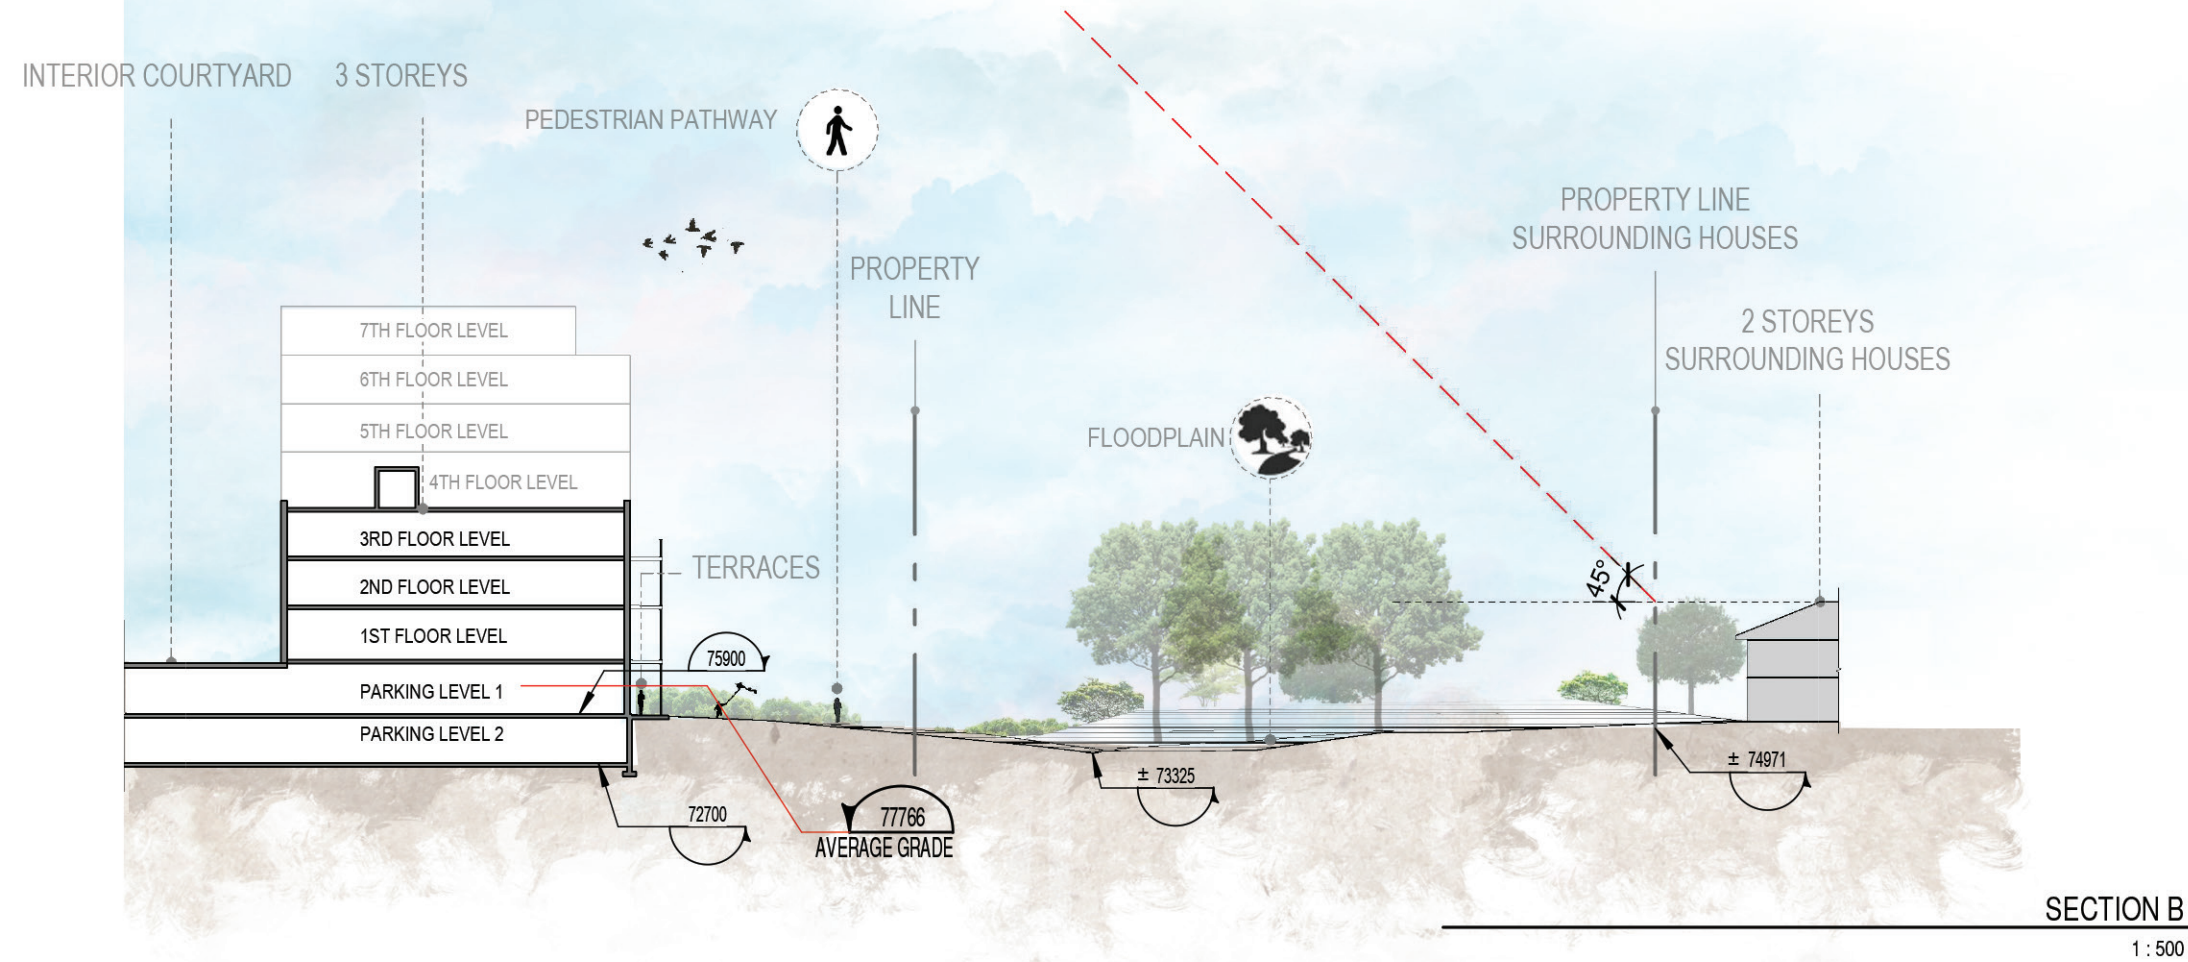 INTERIOR COURTYARD
3 STOREYS
PEDESTRIAN PATHWAY
PROPERTY LINE
SURROUNDING HOUSES
PROPERTY
LINE
2 STOREYS
SURROUNDING HOUSES
7TH FLOOR LEVEL
6TH FLOOR LEVEL
5TH FLOOR LEVEL
FLOODPLAIN
4TH FLOOR LEVEL
3RD FLOOR LEVEL
TERRACES
45°
2ND FLOOR LEVEL
1ST FLOOR LEVEL
75900
PARKING LEVEL 1
PARKING LEVEL 2
± 73325
± 74971
72700
77766
AVERAGE GRADE
SECTION B
1 : 500